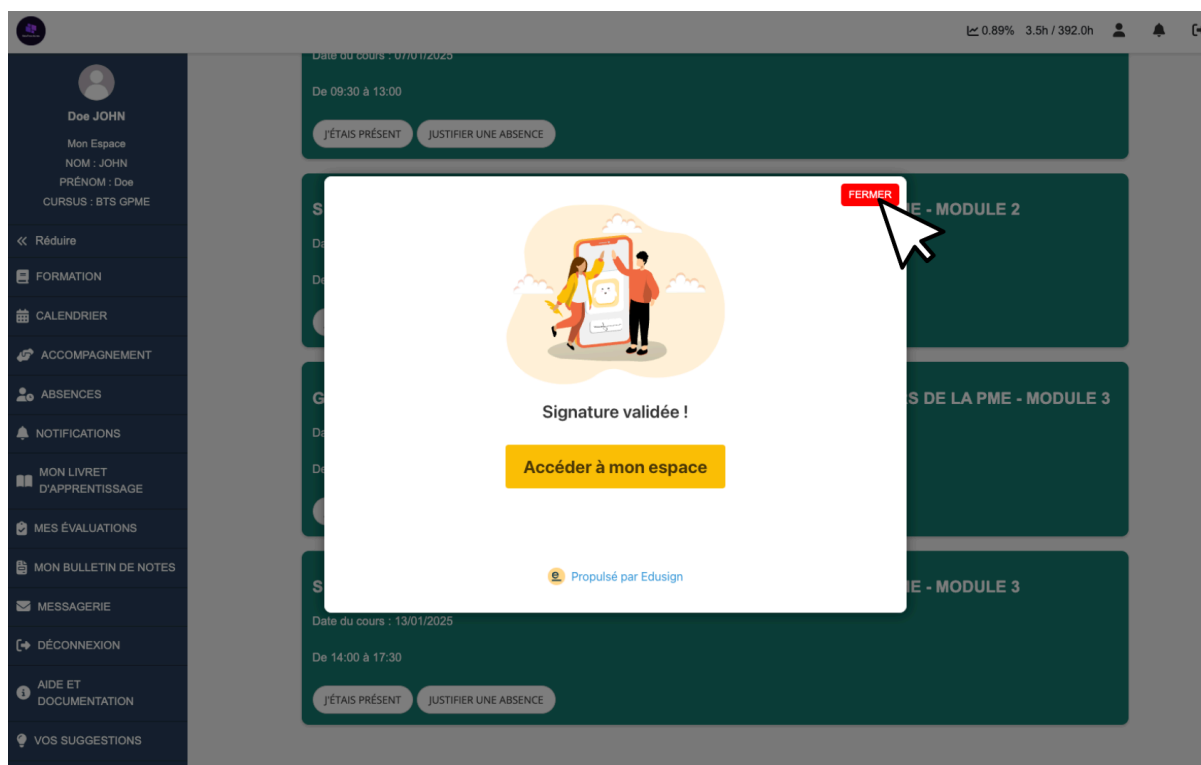 0.89% 3.5h / 392.0h
Doe JOHN
Mon Espace
NOM : JOHN
PRÉNOM : Doe
CURSUS : BTS GPME
Réduire
FORMATION
CALENDRIER
ACCOMPAGNEMENT
ABSENCES
NOTIFICATIONS
MON LIVRET
D'APPRENTISSAGE
MES ÉVALUATIONS
MON BULLETIN DE NOTES
MESSAGERIE
DÉCONNEXION
AIDE ET
DOCUMENTATION
VOS SUGGESTIONS
Date du cours : 07/01/2025
De 09:30 à 13:00
J'ÉTAIS PRÉSENT JUSTIFIER UNE ABSENCE
- MODULE 2
DE LA PME - MODULE 3
FERMER
Signature validée !
Accéder à mon espace
Propulsé par Edusign
- MODULE 3
Date du cours : 13/01/2025
De 14:00 à 17:30
J'ÉTAIS PRÉSENT JUSTIFIER UNE ABSENCE